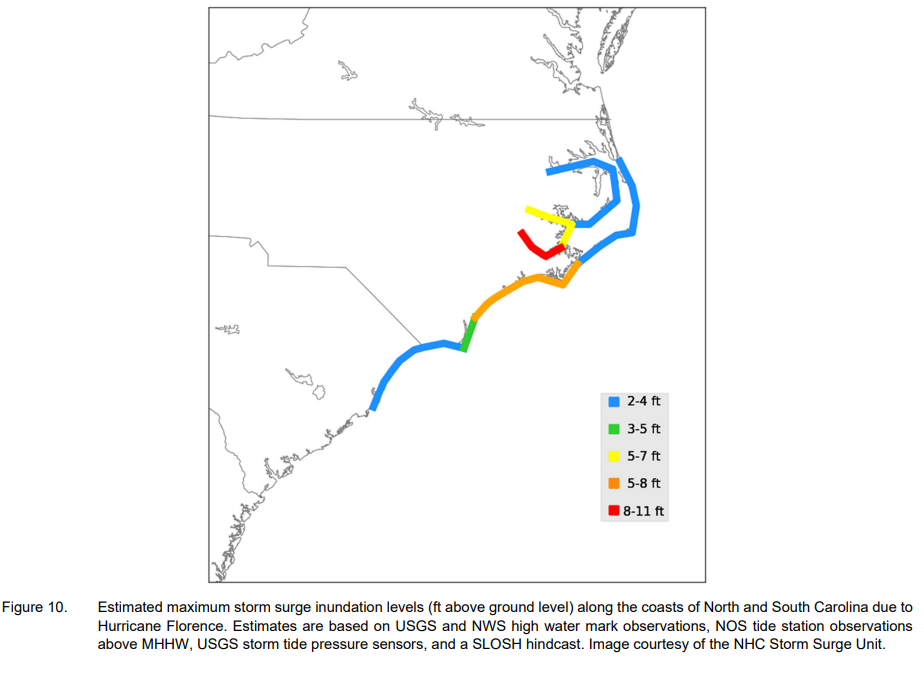 2-4 ft
3-5 ft
5-7 ft
5-8 ft
8-11 ft
Figure 10. Estimated maximum storm surge inundation levels (ft above ground level) along the coasts of North and South Carolina due to
Hurricane Florence. Estimates are based on USGS and NWS high water mark observations, NOS tide station observations
above MHHW, USGS storm tide pressure sensors, and a SLOSH hindcast. Image courtesy of the NHC Storm Surge Unit.